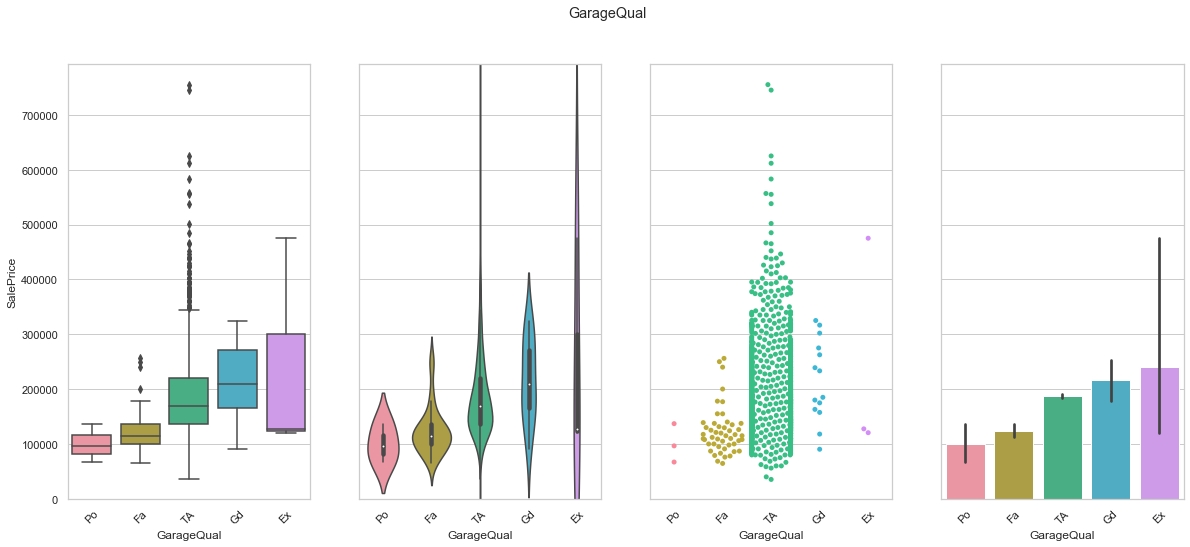 GarageQual
SalePrice
700000
600000
500000
400000
300000
200000
100000
0
Po Fa TA Gd Ex
GarageQual
Po Fa TA Gd Ex
GarageQual
Po Fa TA Gd Ex
GarageQual
Po Fa TA Gd Ex
GarageQual